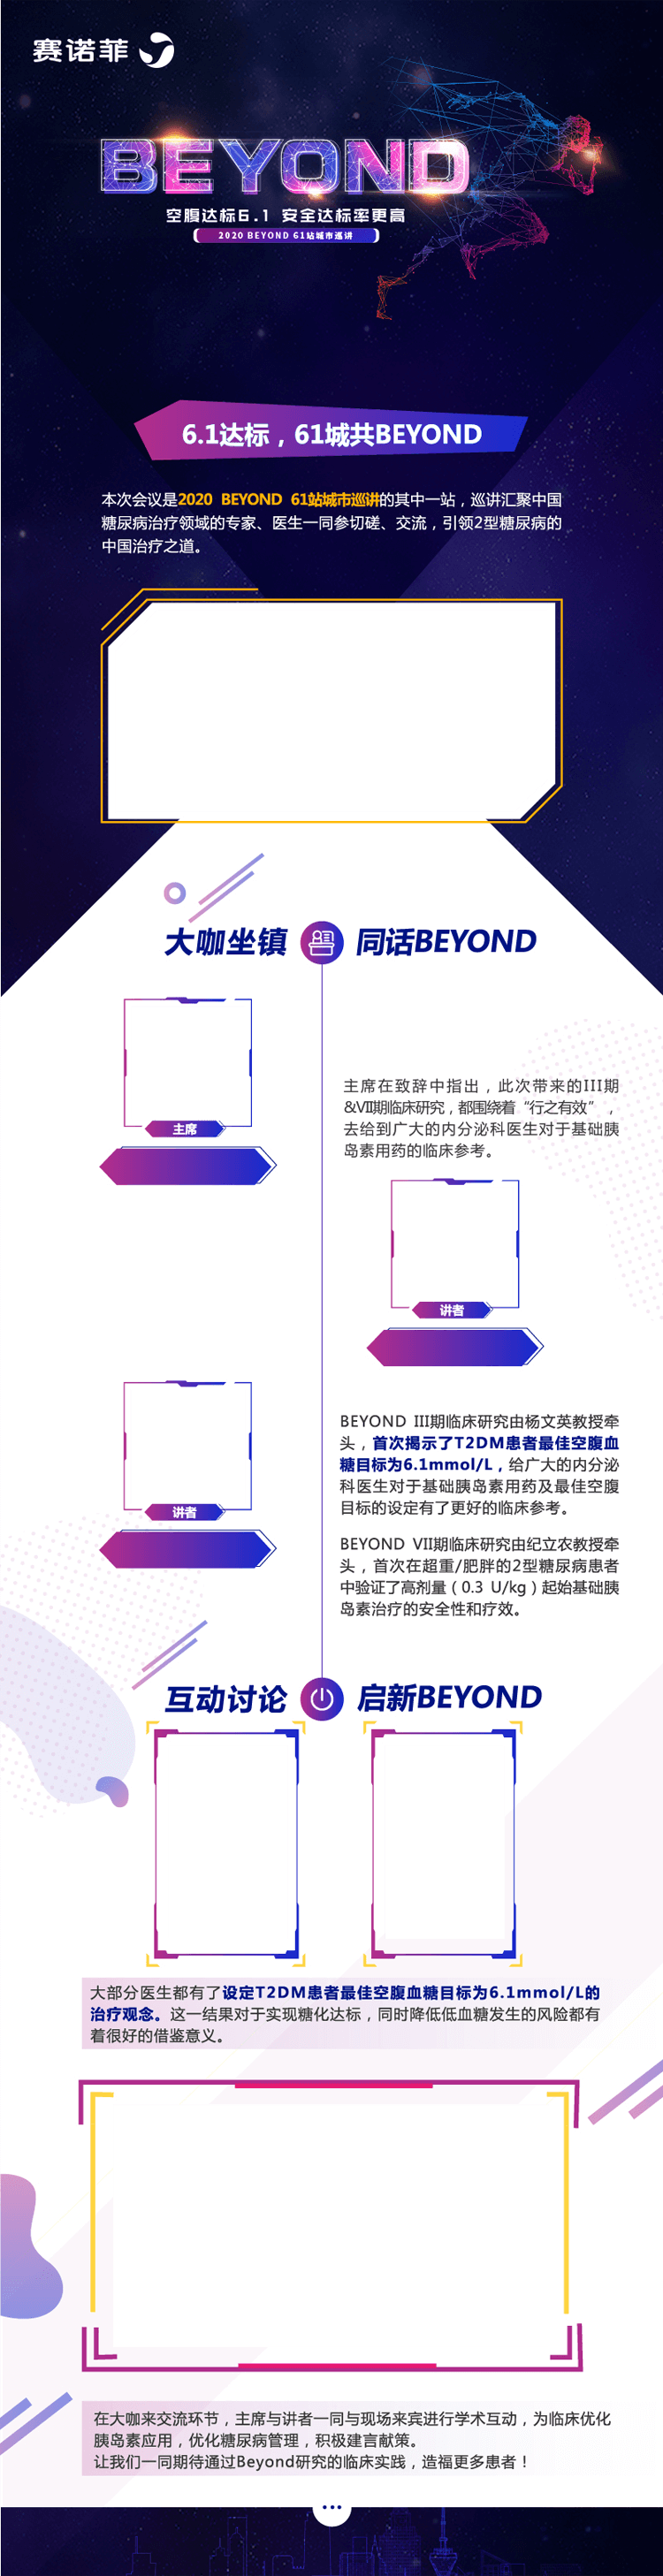 赛诺菲
BEYOND
空腹达标6.1 安全达标率更高
2020 BEYOND 61站城市巡讲
6.1达标，61城共BEYOND
本次会议是2020 BEYOND 61站城市巡讲的其中一站，巡讲汇聚中国
糖尿病治疗领域的专家、医生一同参切磋、交流，引领2型糖尿病的
中国治疗之道。
大咖坐镇 同话BEYOND
主席
主席在致辞中指出，此次带来的III期
&VII期临床研究，都围绕着“行之有效”，
去给到广大的内分泌科医生对于基础胰
岛素用药的临床参考。
讲者
讲者
BEYOND III期临床研究由杨文英教授牵
头，首次揭示了T2DM患者最佳空腹血
糖目标为6.1mmol/L，给广大的内分泌
科医生对于基础胰岛素用药及最佳空腹
目标的设定有了更好的临床参考。
BEYOND VII期临床研究由纪立农教授牵
头，首次在超重/肥胖的2型糖尿病患者
中验证了高剂量（0.3 U/kg）起始基础胰
岛素治疗的安全性和疗效。
互动讨论 启新BEYOND
大部分医生都有了设定T2DM患者最佳空腹血糖目标为6.1mmol/L的
治疗观念。这一结果对于实现糖化达标，同时降低低血糖发生的风险都有
着很好的借鉴意义。
在大咖来交流环节，主席与讲者一同与现场来宾进行学术互动，为临床优化
胰岛素应用，优化糖尿病管理，积极建言献策。
让我们一同期待通过Beyond研究的临床实践，造福更多患者！